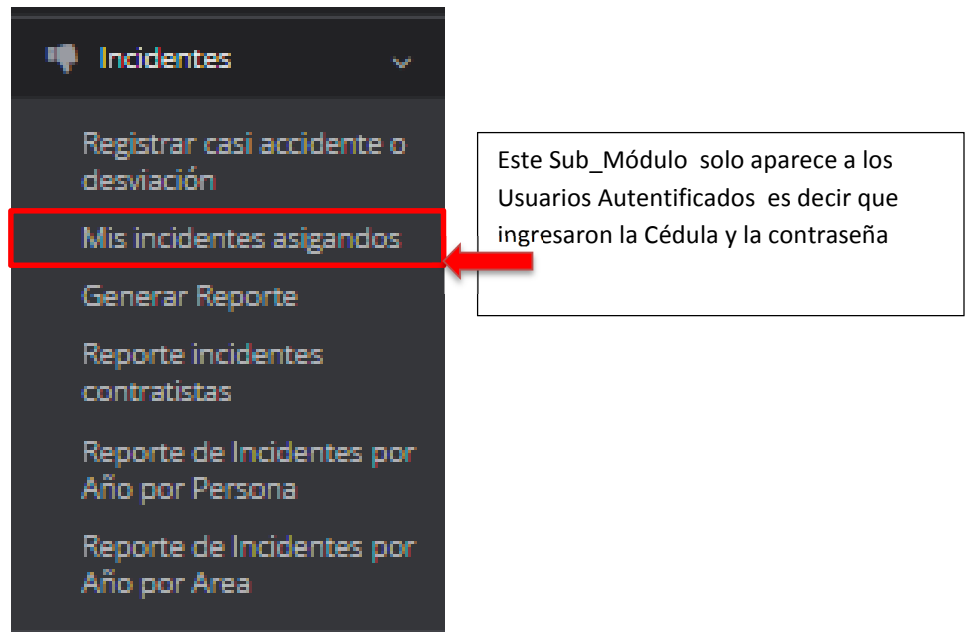 Incidentes
Registrar casi accidente o
desviación
Mis incidentes asigandos
Generar Reporte
Reporte incidentes
contratistas
Reporte de Incidentes por
Año por Persona
Reporte de Incidentes por
Año por Area
Este Sub_Módulo solo aparece a los
Usuarios Autentificados es decir que
ingresaron la Cédula y la contraseña